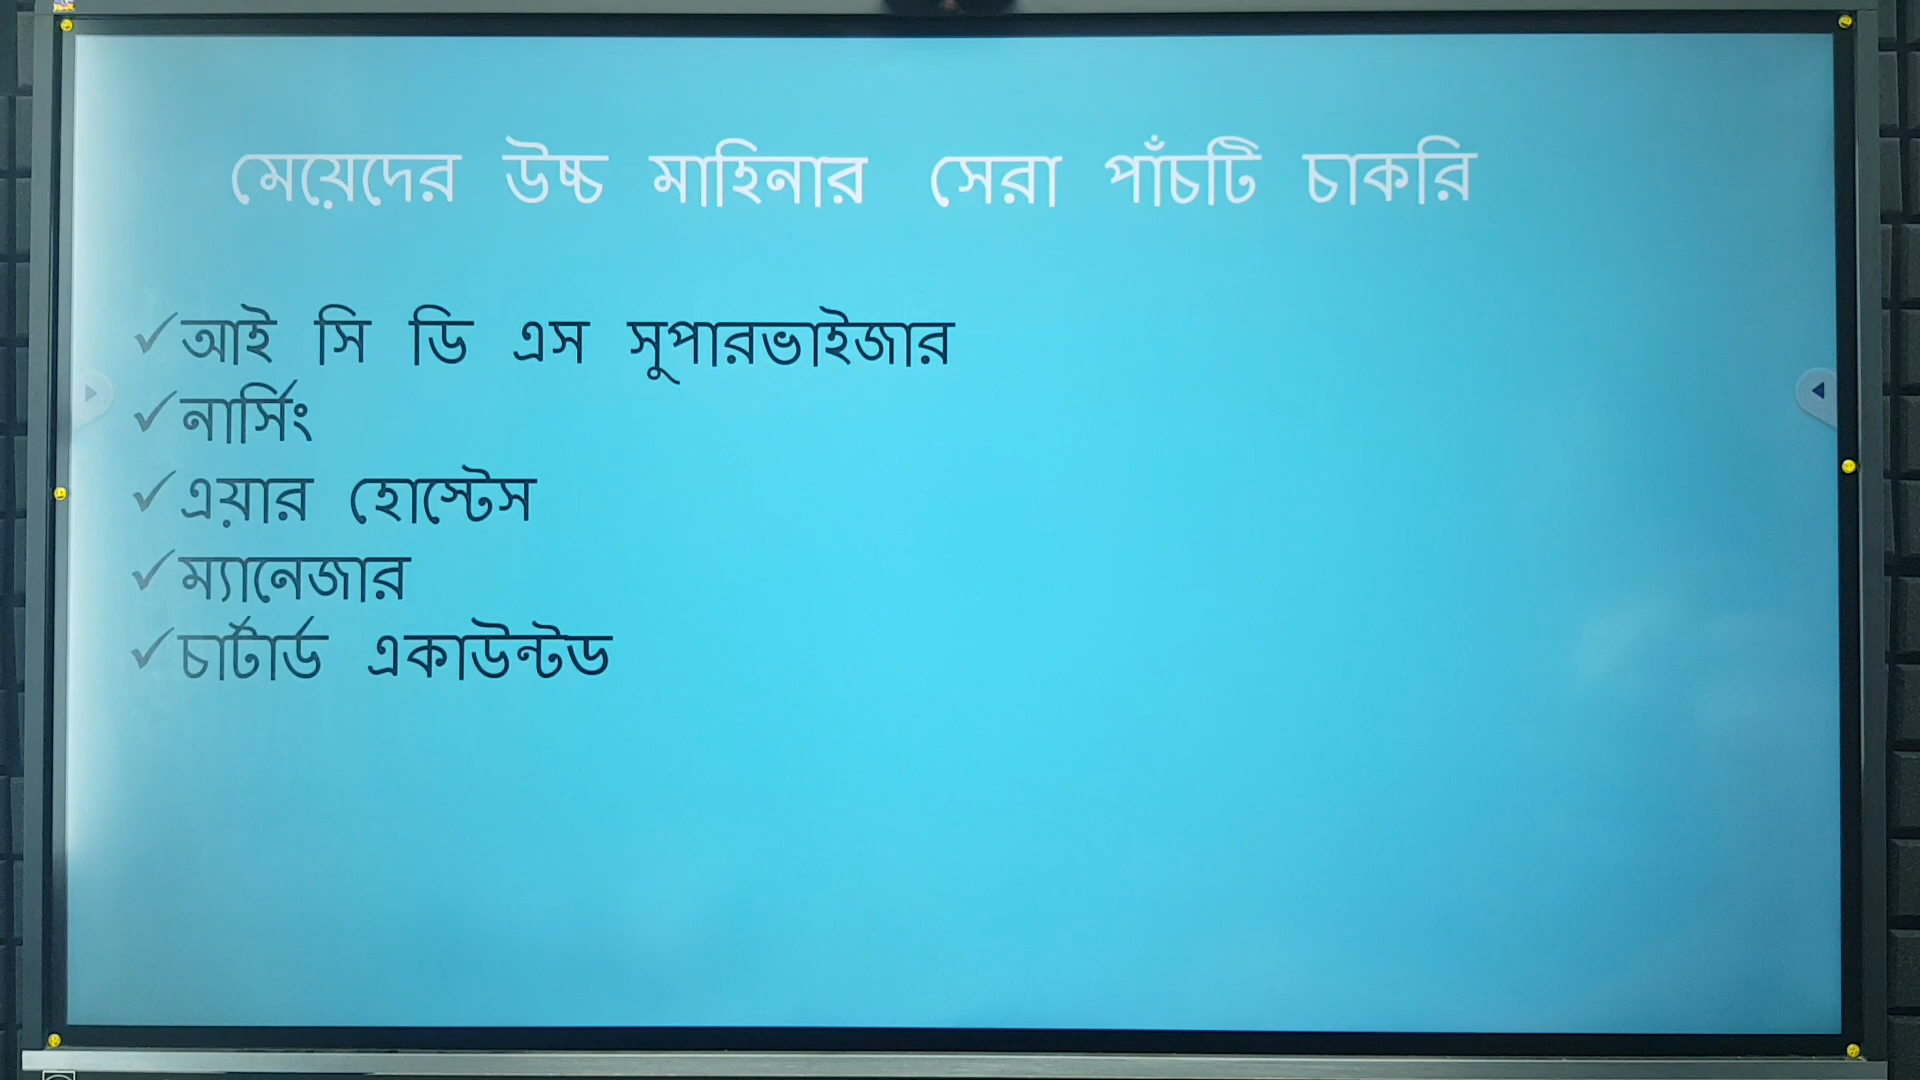 মেয়েদের উচ্চ মাহিনার সেরা পাঁচটি চাকরি
✓আই সি ডি এস সুপারভাইজার
✓নার্সিং
✓এয়ার হোস্টেস
✓ম্যানেজার
✓চার্টার্ড একাউন্টড